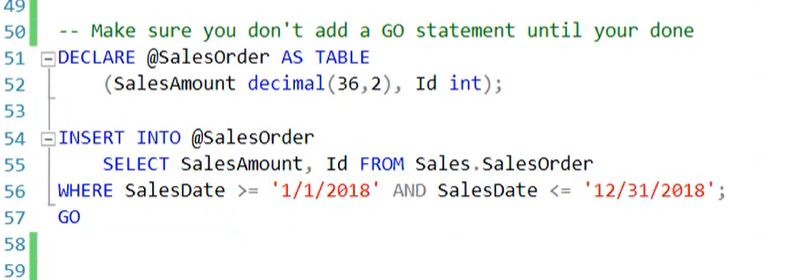 49
50 -- Make sure you don't add a GO statement until your done
51 DECLARE @SalesOrder AS TABLE
52 (SalesAmount decimal(36,2), Id int);
53
54 INSERT INTO @SalesOrder
55 SELECT SalesAmount, Id FROM Sales.SalesOrder
56 WHERE SalesDate >= '1/1/2018' AND SalesDate <= '12/31/2018';
57 GO
58
59